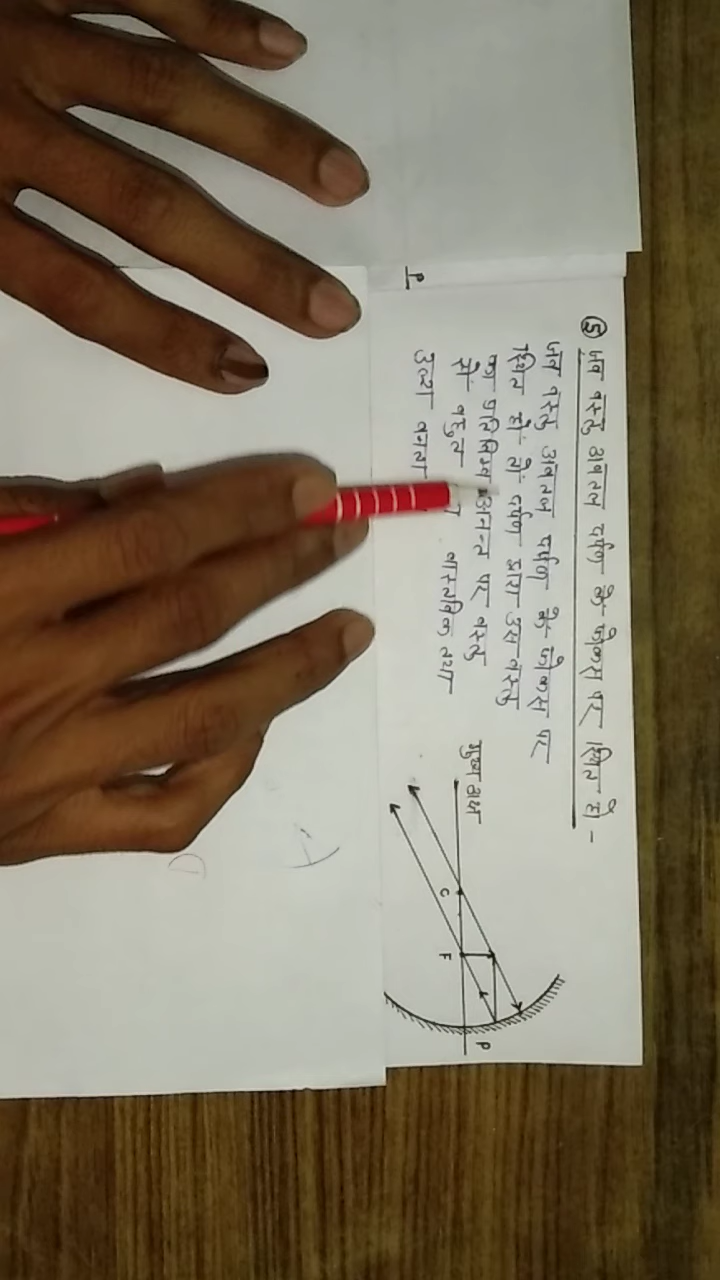 ⑤ जब वस्तु अवतल दर्पण के फोकस पर स्थित हो -
जब वस्तु अवतल दर्पण के फोकस पर
स्थित हो तो दर्पण द्वारा उस वस्तु
का प्रतिबिम्ब अनन्त पर वस्तु
से बहुत वास्तविक तथा
उल्टा बनता
मुख्य अक्ष
C
F
P
P
A